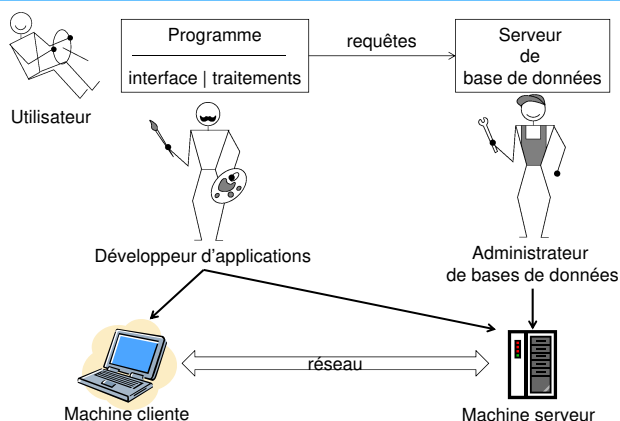 Programme
requêtes
Serveur
de
base de données
interface | traitements
Utilisateur
Développeur d'applications
Administrateur
de bases de données
réseau
Machine cliente
Machine serveur